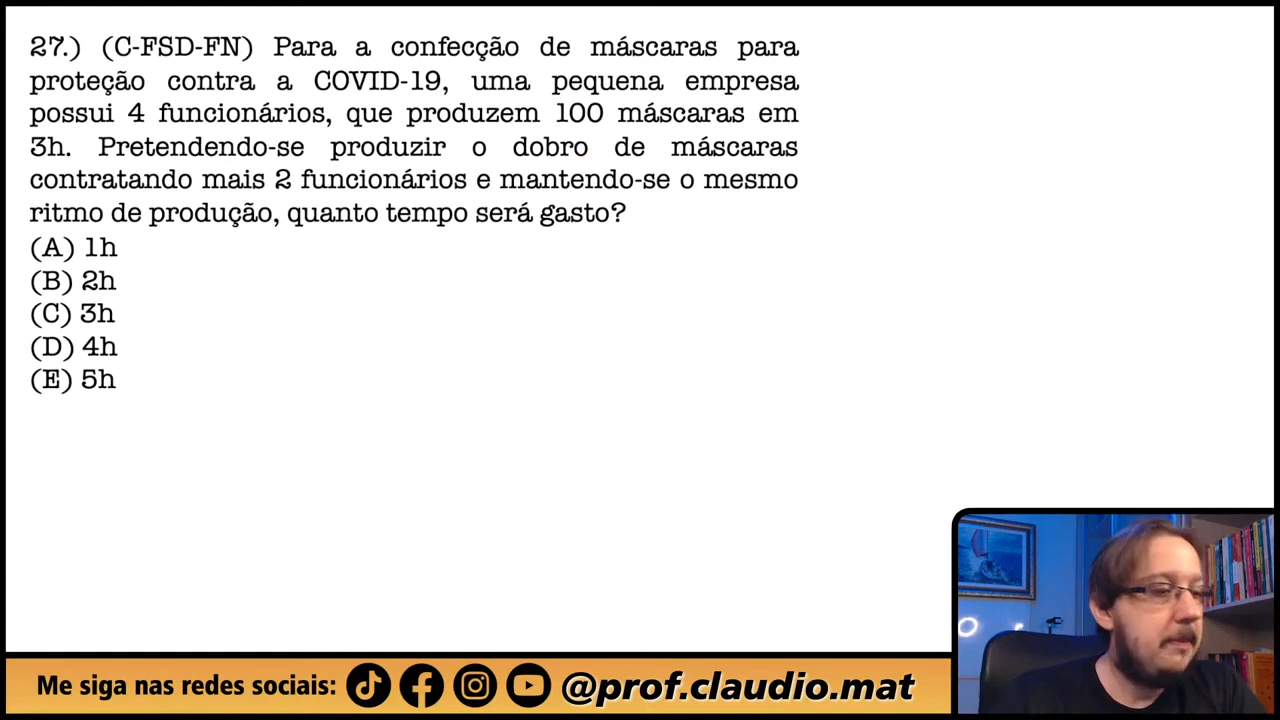 27.) (C-FSD-FN) Para a confecção de máscaras para
proteção contra a COVID-19, uma pequena empresa
possui 4 funcionários, que produzem 100 máscaras em
3h. Pretendendo-se produzir o dobro de máscaras
contratando mais 2 funcionários e mantendo-se o mesmo
ritmo de produção, quanto tempo será gasto?
(A) 1h
(B) 2h
(C) 3h
(D) 4h
(E) 5h
Me siga nas redes sociais: @prof.claudio.mat